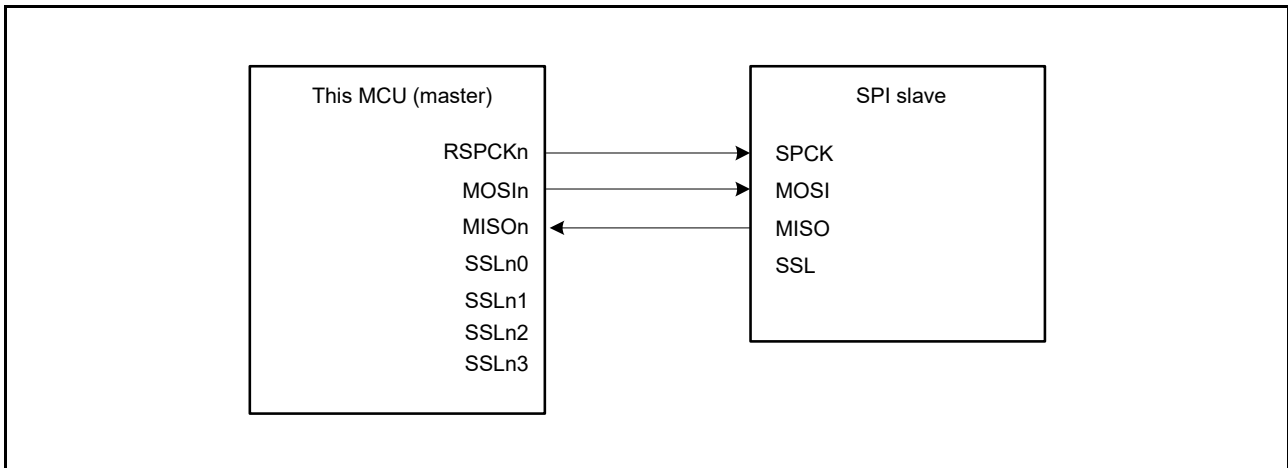 This MCU (master)
RSPCKn
MOSIn
MISOn
SSLn0
SSLn1
SSLn2
SSLn3
SPI slave
SPCK
MOSI
MISO
SSL